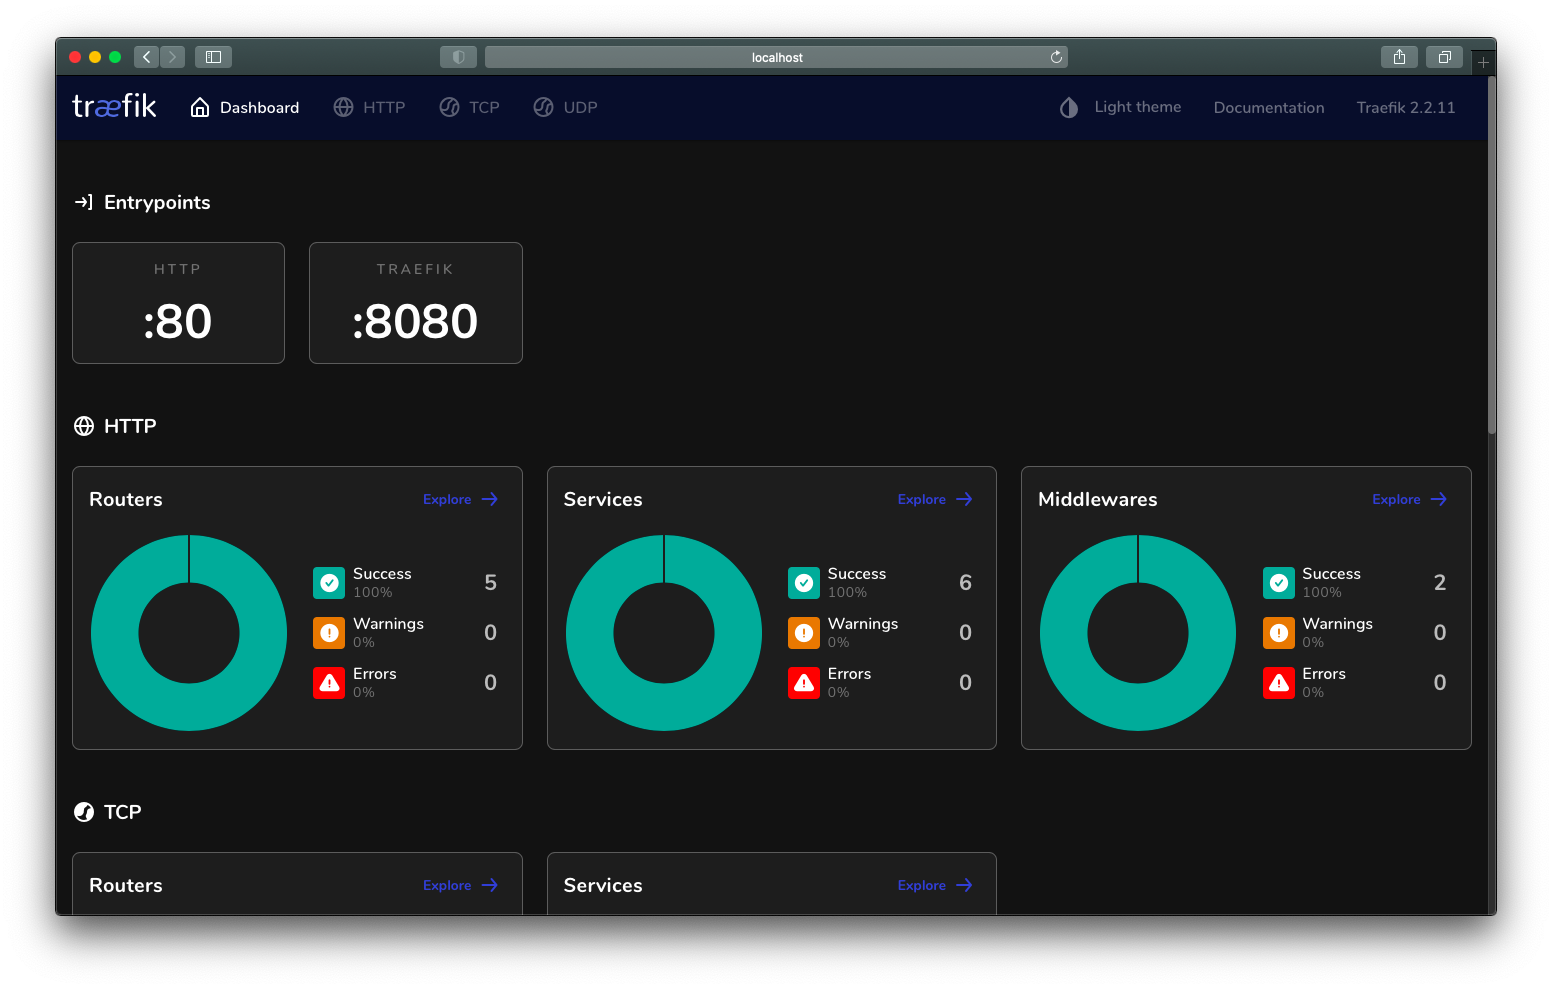 localhost
træfik Dashboard HTTP TCP UDP Light theme Documentation Traefik 2.2.11
Entrypoints
HTTP
:80
TRAEFIK
:8080
HTTP
Routers Explore
Success 5
100%
Warnings 0
0%
Errors 0
0%
Services Explore
Success 6
100%
Warnings 0
0%
Errors 0
0%
Middlewares Explore
Success 2
100%
Warnings 0
0%
Errors 0
0%
TCP
Routers Explore
Services Explore